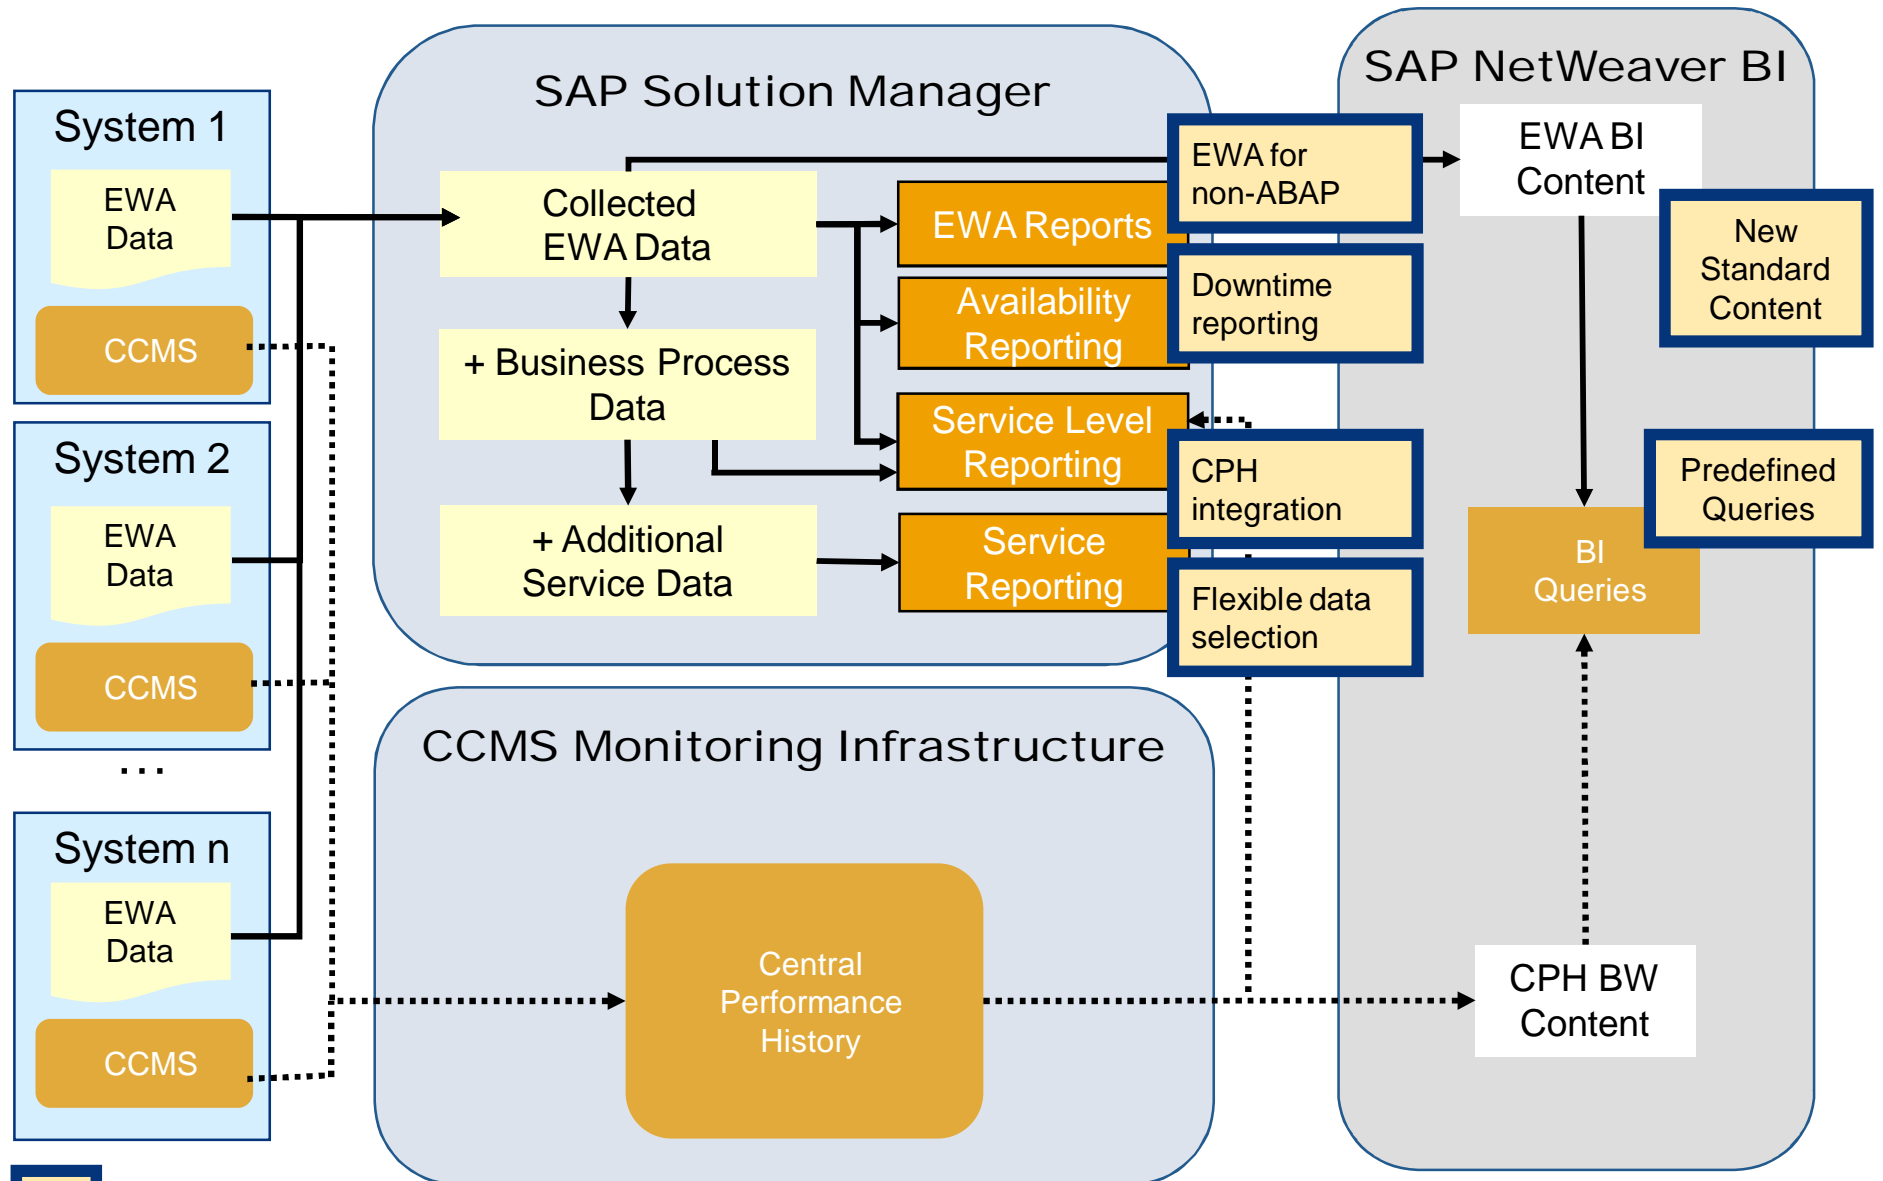 System 1
EWA
Data
CCMS
System 2
EWA
Data
CCMS
...
System n
EWA
Data
CCMS
SAP Solution Manager
Collected
EWA Data
+ Business Process
Data
+ Additional
Service Data
EWA Reports
Availability
Reporting
Service Level
Reporting
Service
Reporting
EWA for
non-ABAP
Downtime
reporting
CPH
integration
Flexible data
selection
CCMS Monitoring Infrastructure
Central
Performance
History
SAP NetWeaver BI
EWA BI
Content
New
Standard
Content
Predefined
Queries
BI
Queries
CPH BW
Content